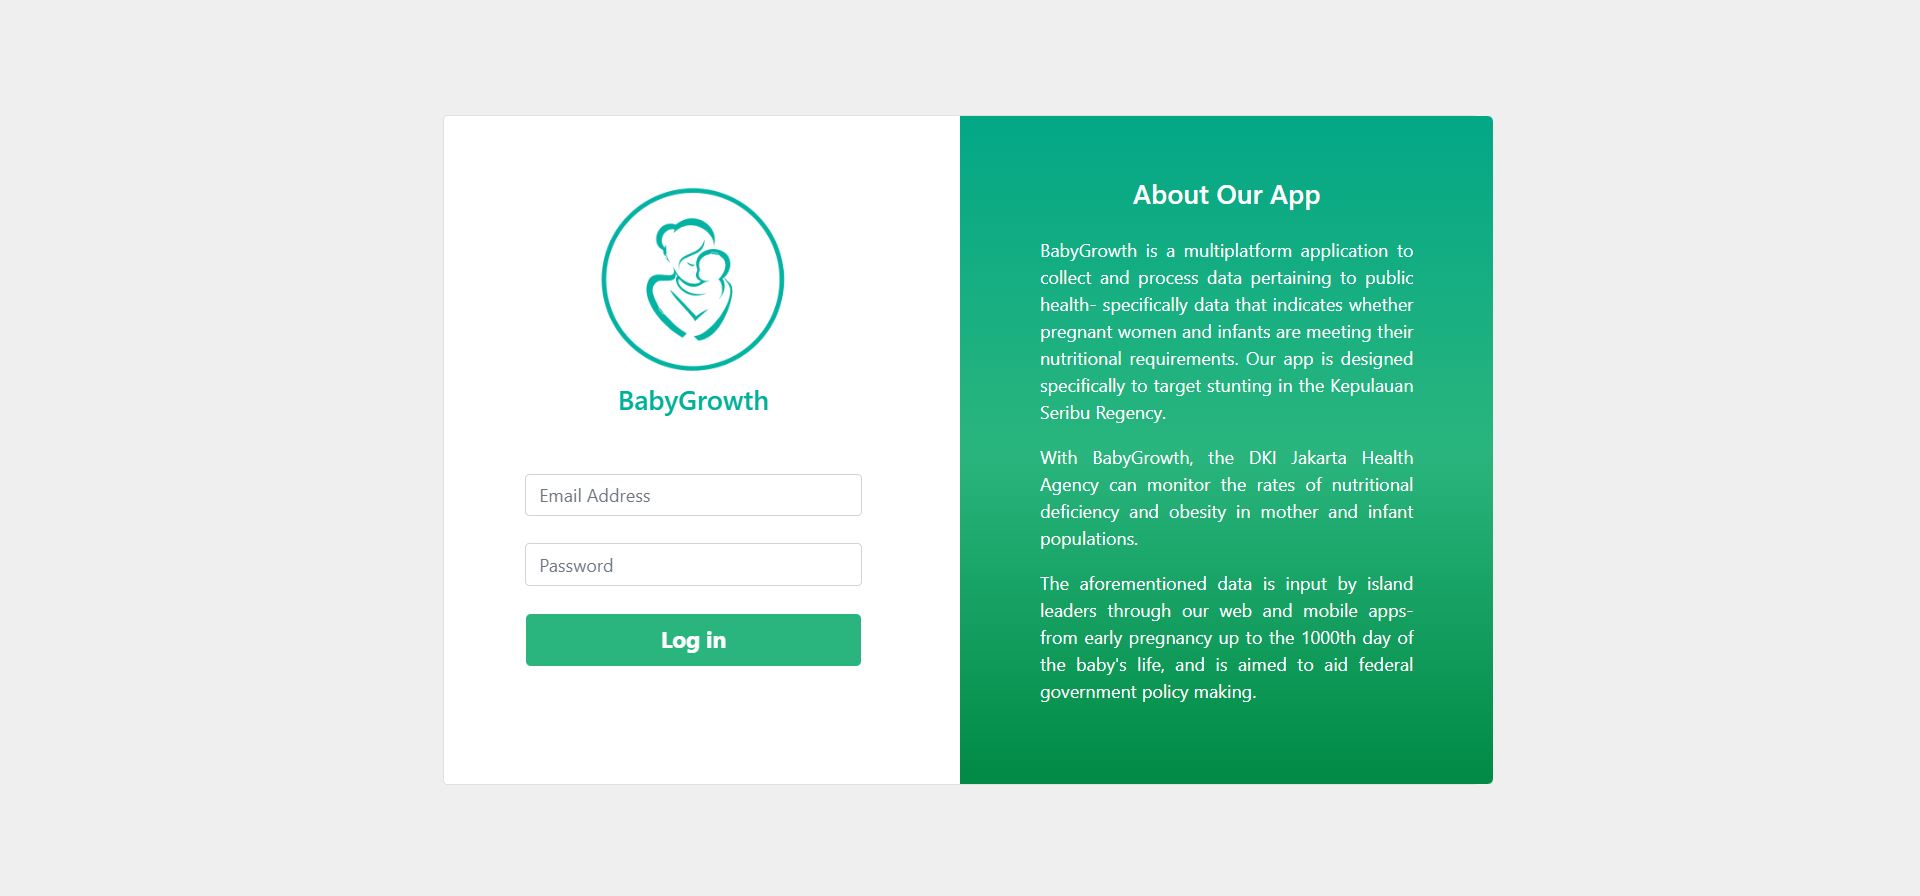 BabyGrowth
Email Address
Password
Log in
About Our App
BabyGrowth is a multiplatform application to
collect and process data pertaining to public
health- specifically data that indicates whether
pregnant women and infants are meeting their
nutritional requirements. Our app is designed
specifically to target stunting in the Kepulauan
Seribu Regency.
With BabyGrowth, the DKI Jakarta Health
Agency can monitor the rates of nutritional
deficiency and obesity in mother and infant
populations.
The aforementioned data is input by island
leaders through our web and mobile apps-
from early pregnancy up to the 1000th day of
the baby's life, and is aimed to aid federal
government policy making.